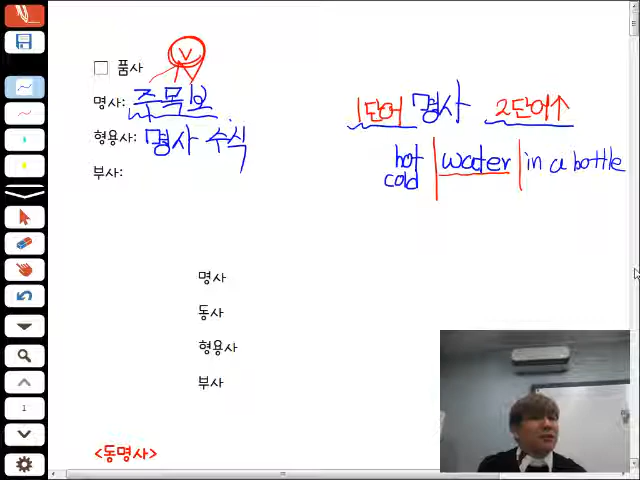 품사
V
명사: 주목보
1단어 명사 2단어↑
형용사: 명사 수식
hot water in a bottle
cold
부사:
명사
동사
형용사
부사
1
<동명사>